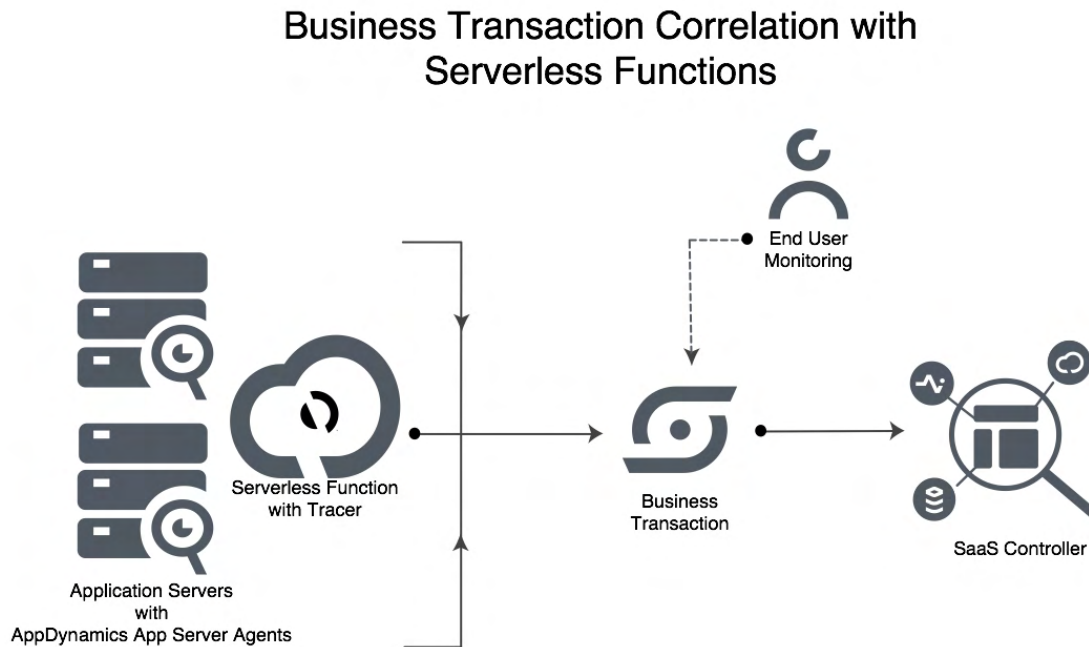 Business Transaction Correlation with
Serverless Functions
End User
Monitoring
Serverless Function
with Tracer
Business
Transaction
SaaS Controller
Application Servers
with
AppDynamics App Server Agents